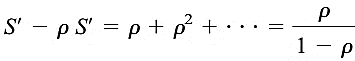 S′ − ρ S′ = ρ + ρ² + · · · = ρ / (1 − ρ)